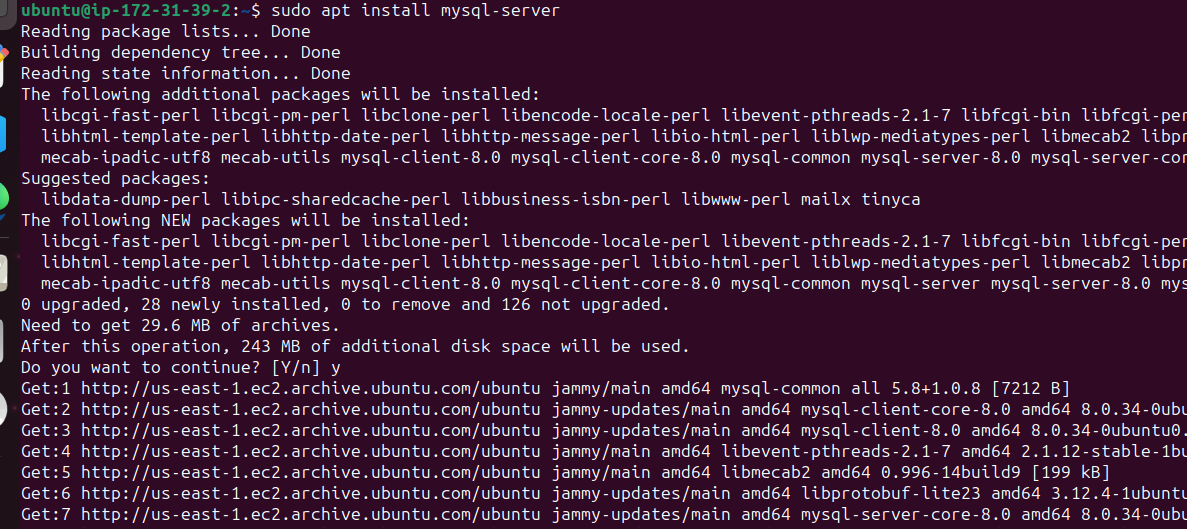 ubuntu@ip-172-31-39-2:~$ sudo apt install mysql-server
Reading package lists... Done
Building dependency tree... Done
Reading state information... Done
The following additional packages will be installed:
  libcgi-fast-perl libcgi-pm-perl libclone-perl libencode-locale-perl libevent-pthreads-2.1-7 libfcgi-bin libfcgi-per
  libhtml-template-perl libhttp-date-perl libhttp-message-perl libio-html-perl liblwp-mediatypes-perl libmecab2 libpr
  mecab-ipadic-utf8 mecab-utils mysql-client-8.0 mysql-client-core-8.0 mysql-common mysql-server-8.0 mysql-server-cor
Suggested packages:
  libdata-dump-perl libipc-sharedcache-perl libbusiness-isbn-perl libwww-perl mailx tinyca
The following NEW packages will be installed:
  libcgi-fast-perl libcgi-pm-perl libclone-perl libencode-locale-perl libevent-pthreads-2.1-7 libfcgi-bin libfcgi-per
  libhtml-template-perl libhttp-date-perl libhttp-message-perl libio-html-perl liblwp-mediatypes-perl libmecab2 libpr
  mecab-ipadic-utf8 mecab-utils mysql-client-8.0 mysql-client-core-8.0 mysql-common mysql-server mysql-server-8.0 mys
0 upgraded, 28 newly installed, 0 to remove and 126 not upgraded.
Need to get 29.6 MB of archives.
After this operation, 243 MB of additional disk space will be used.
Do you want to continue? [Y/n] y
Get:1 http://us-east-1.ec2.archive.ubuntu.com/ubuntu jammy/main amd64 mysql-common all 5.8+1.0.8 [7212 B]
Get:2 http://us-east-1.ec2.archive.ubuntu.com/ubuntu jammy-updates/main amd64 mysql-client-core-8.0 amd64 8.0.34-0ubu
Get:3 http://us-east-1.ec2.archive.ubuntu.com/ubuntu jammy-updates/main amd64 mysql-client-8.0 amd64 8.0.34-0ubuntu0.
Get:4 http://us-east-1.ec2.archive.ubuntu.com/ubuntu jammy/main amd64 libevent-pthreads-2.1-7 amd64 2.1.12-stable-1bu
Get:5 http://us-east-1.ec2.archive.ubuntu.com/ubuntu jammy/main amd64 libmecab2 amd64 0.996-14build9 [199 kB]
Get:6 http://us-east-1.ec2.archive.ubuntu.com/ubuntu jammy-updates/main amd64 libprotobuf-lite23 amd64 3.12.4-1ubuntu
Get:7 http://us-east-1.ec2.archive.ubuntu.com/ubuntu jammy-updates/main amd64 mysql-server-core-8.0 amd64 8.0.34-0ubu